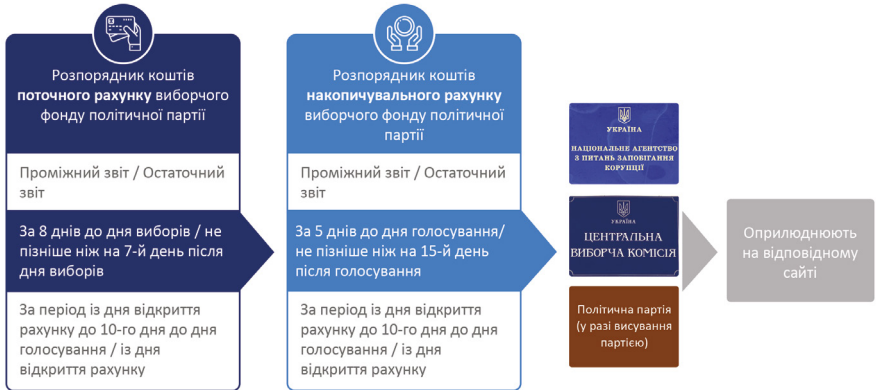 Розпорядник коштів
поточного рахунку виборчого
фонду політичної партії
Проміжний звіт / Остаточний
звіт
За 8 днів до дня виборів / не
пізніше ніж на 7-й день після
дня виборів
За період із дня відкриття
рахунку до 10-го дня до дня
голосування / із дня
відкриття рахунку
Розпорядник коштів
накопичувального рахунку
виборчого фонду політичної
партії
Проміжний звіт / Остаточний
звіт
За 5 днів до дня голосування/
не пізніше ніж на 15-й день
після голосування
За період із дня відкриття
рахунку до 10-го дня до дня
голосування / із дня
відкриття рахунку
УКРАЇНА
НАЦІОНАЛЬНЕ АГЕНТСТВО
З ПИТАНЬ ЗАПОБІГАННЯ
КОРУПЦІЇ
УКРАЇНА
ЦЕНТРАЛЬНА
ВИБОРЧА КОМІСІЯ
Політична партія
(у разі висування
партією)
Оприлюднюють
на відповідному
сайті